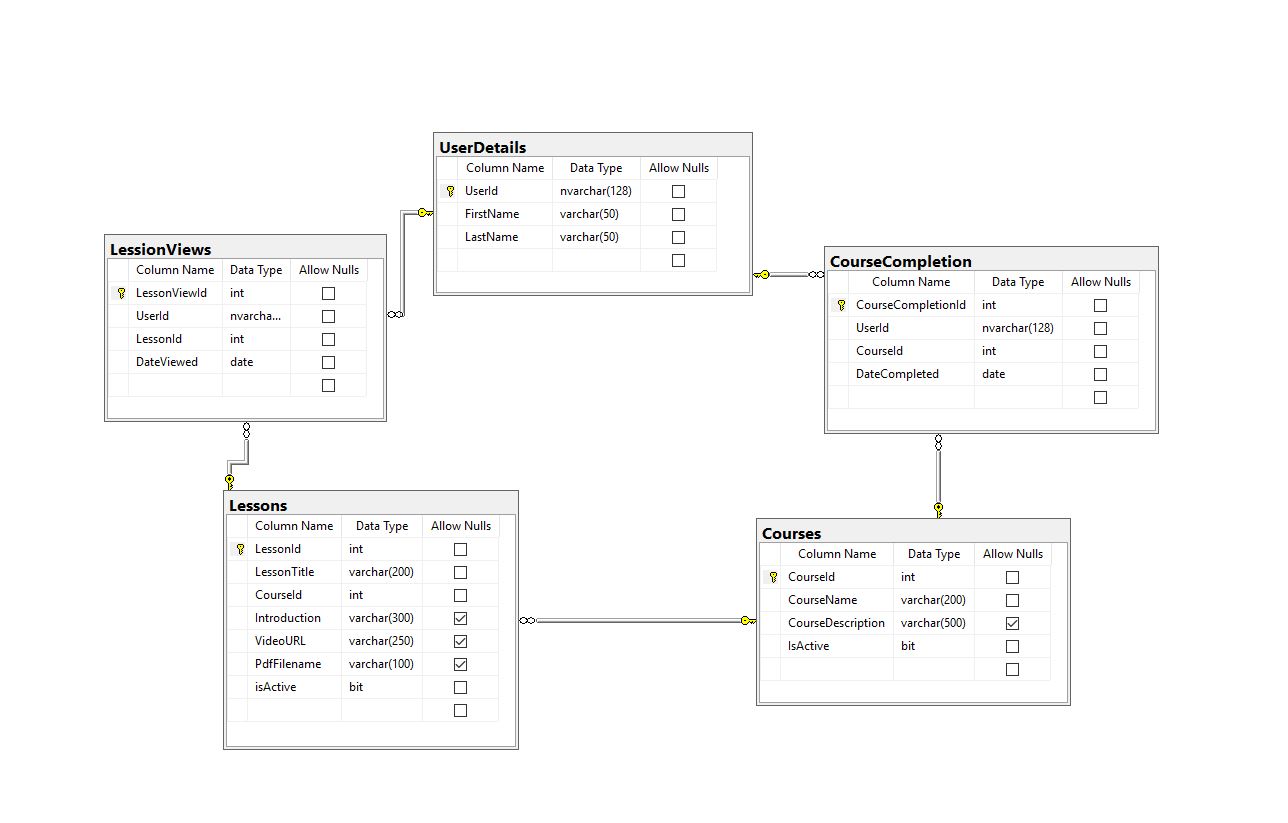 UserDetails
Column Name Data Type Allow Nulls
UserId nvarchar(128)
FirstName varchar(50)
LastName varchar(50)
LessionViews
Column Name Data Type Allow Nulls
LessonViewId int
UserId nvarcha...
LessonId int
DateViewed date
CourseCompletion
Column Name Data Type Allow Nulls
CourseCompletionId int
UserId nvarchar(128)
CourseId int
DateCompleted date
Lessons
Column Name Data Type Allow Nulls
LessonId int
LessonTitle varchar(200)
CourseId int
Introduction varchar(300)
VideoURL varchar(250)
PdfFilename varchar(100)
isActive bit
Courses
Column Name Data Type Allow Nulls
CourseId int
CourseName varchar(200)
CourseDescription varchar(500)
IsActive bit